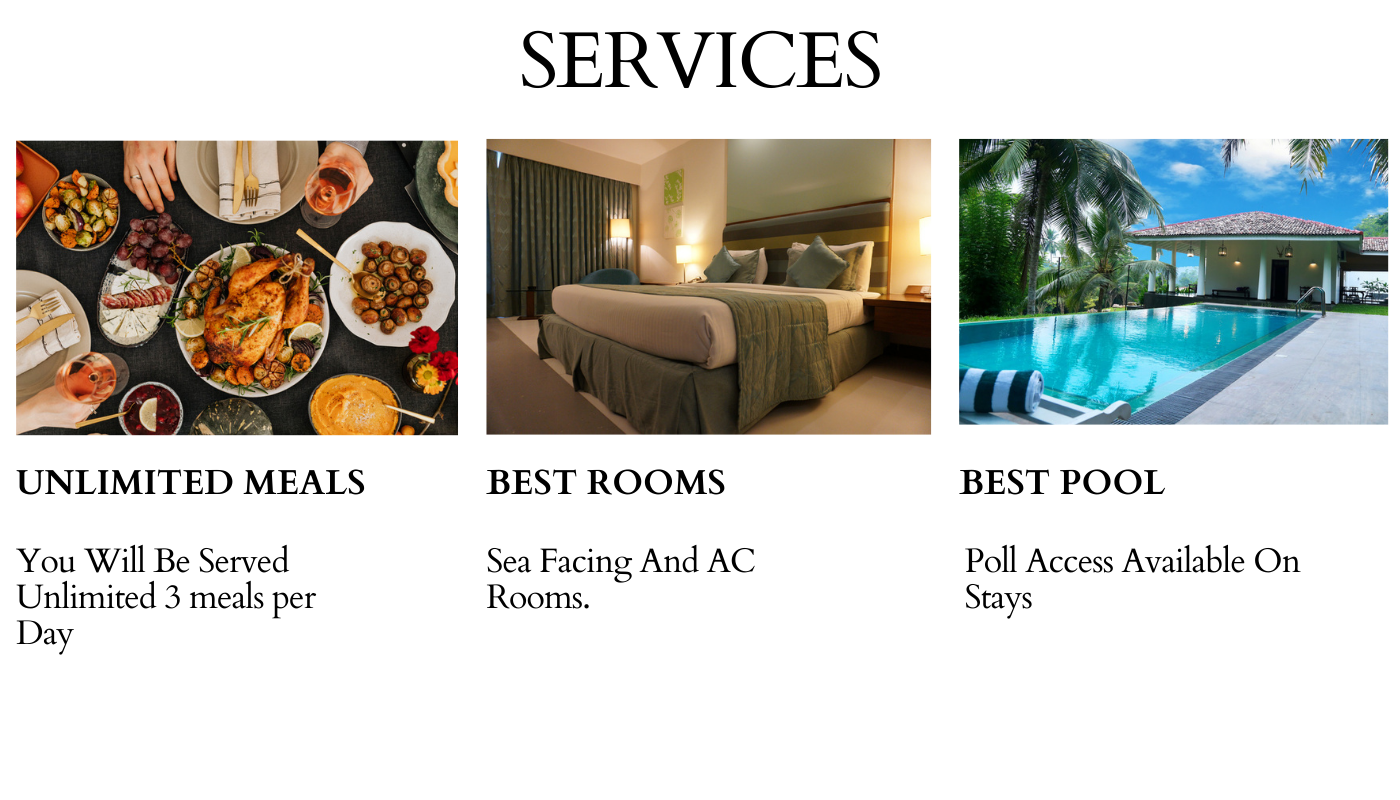 SERVICES
UNLIMITED MEALS
You Will Be Served
Unlimited 3 meals per
Day
BEST ROOMS
Sea Facing And AC
Rooms.
BEST POOL
Poll Access Available On
Stays